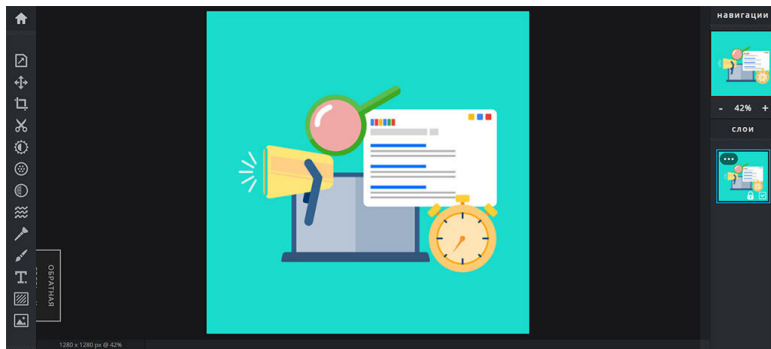 навигации
- 42% +
слои
T.
ОБРАТНАЯ
1280 x 1280 px @ 42%